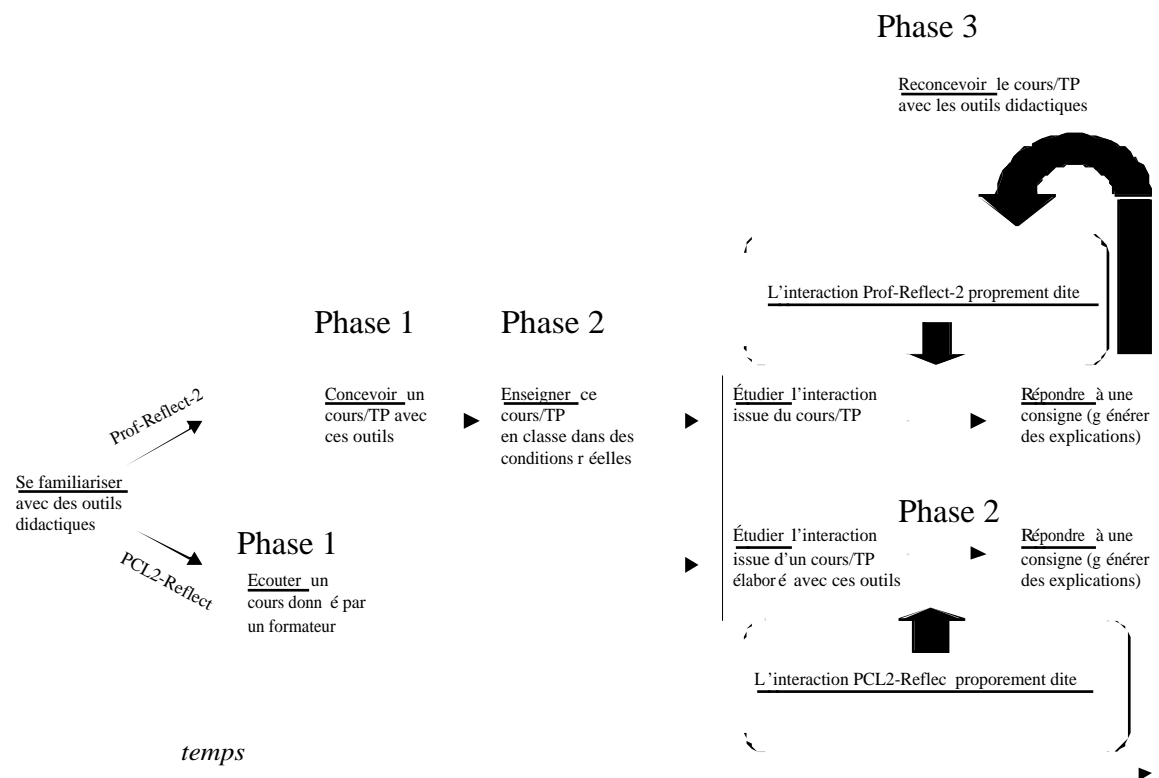 Phase 3
Reconcevoir le cours/TP
avec les outils didactiques
L'interaction Prof-Reflect-2 proprement dite
Phase 1
Phase 2
Prof-Reflect-2
Concevoir un
cours/TP avec
ces outils
Enseigner ce
cours/TP
en classe dans des
conditions r éelles
Étudier l'interaction
issue du cours/TP
Répondre à une
consigne (g énérer
des explications)
Se familiariser
avec des outils
didactiques
PCL2-Reflect
Phase 1
Ecouter un
cours donn é par
un formateur
Phase 2
Étudier l'interaction
issue d'un cours/TP
élabor é avec ces outils
Répondre à une
consigne (g énérer
des explications)
L'interaction PCL2-Reflec proporement dite
temps